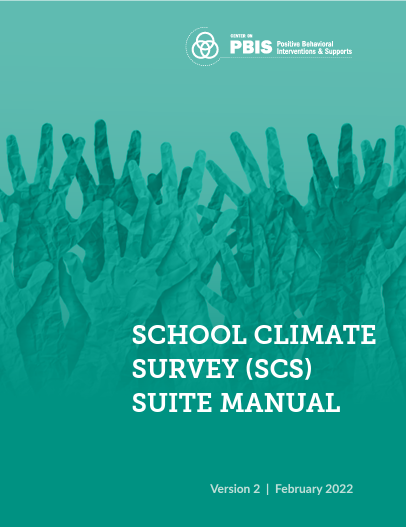 CENTER ON
PBIS Positive Behavioral
Interventions & Supports
SCHOOL CLIMATE
SURVEY (SCS)
SUITE MANUAL
Version 2 | February 2022